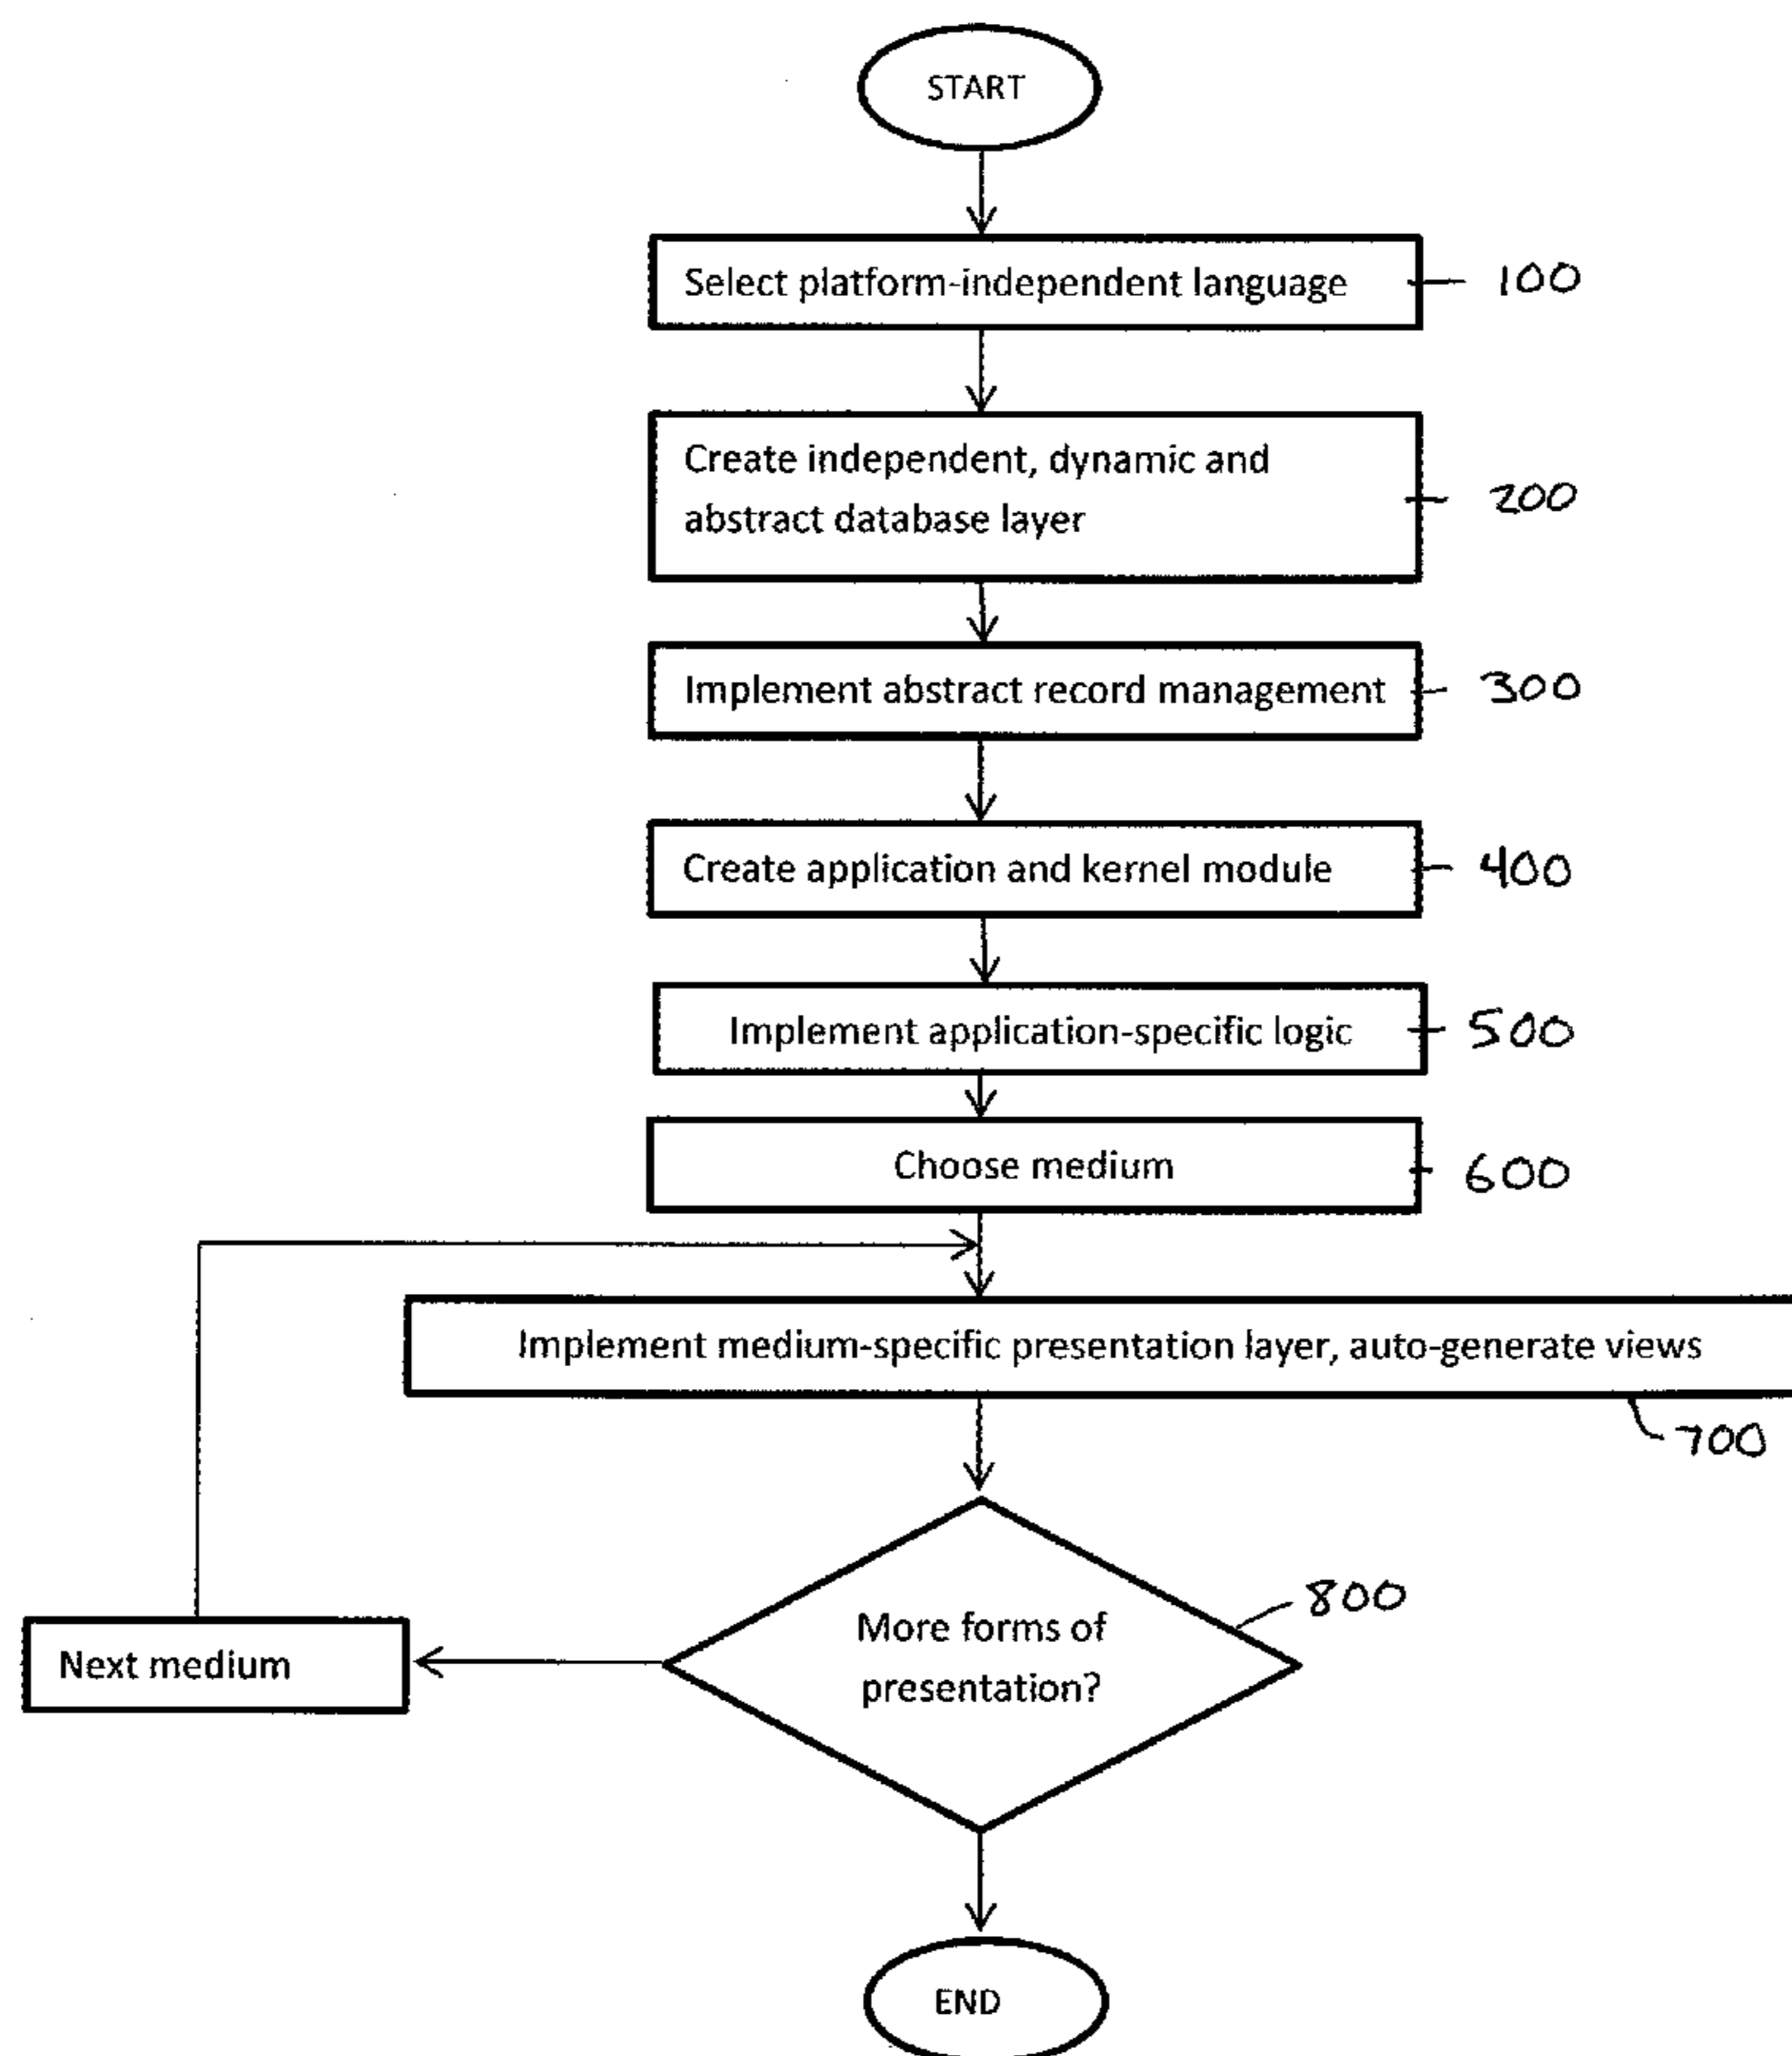 START
Select platform-independent language
100
Create independent, dynamic and
abstract database layer
200
Implement abstract record management
300
Create application and kernel module
400
Implement application-specific logic
500
Choose medium
600
Implement medium-specific presentation layer, auto-generate views
700
More forms of
presentation?
800
Next medium
END